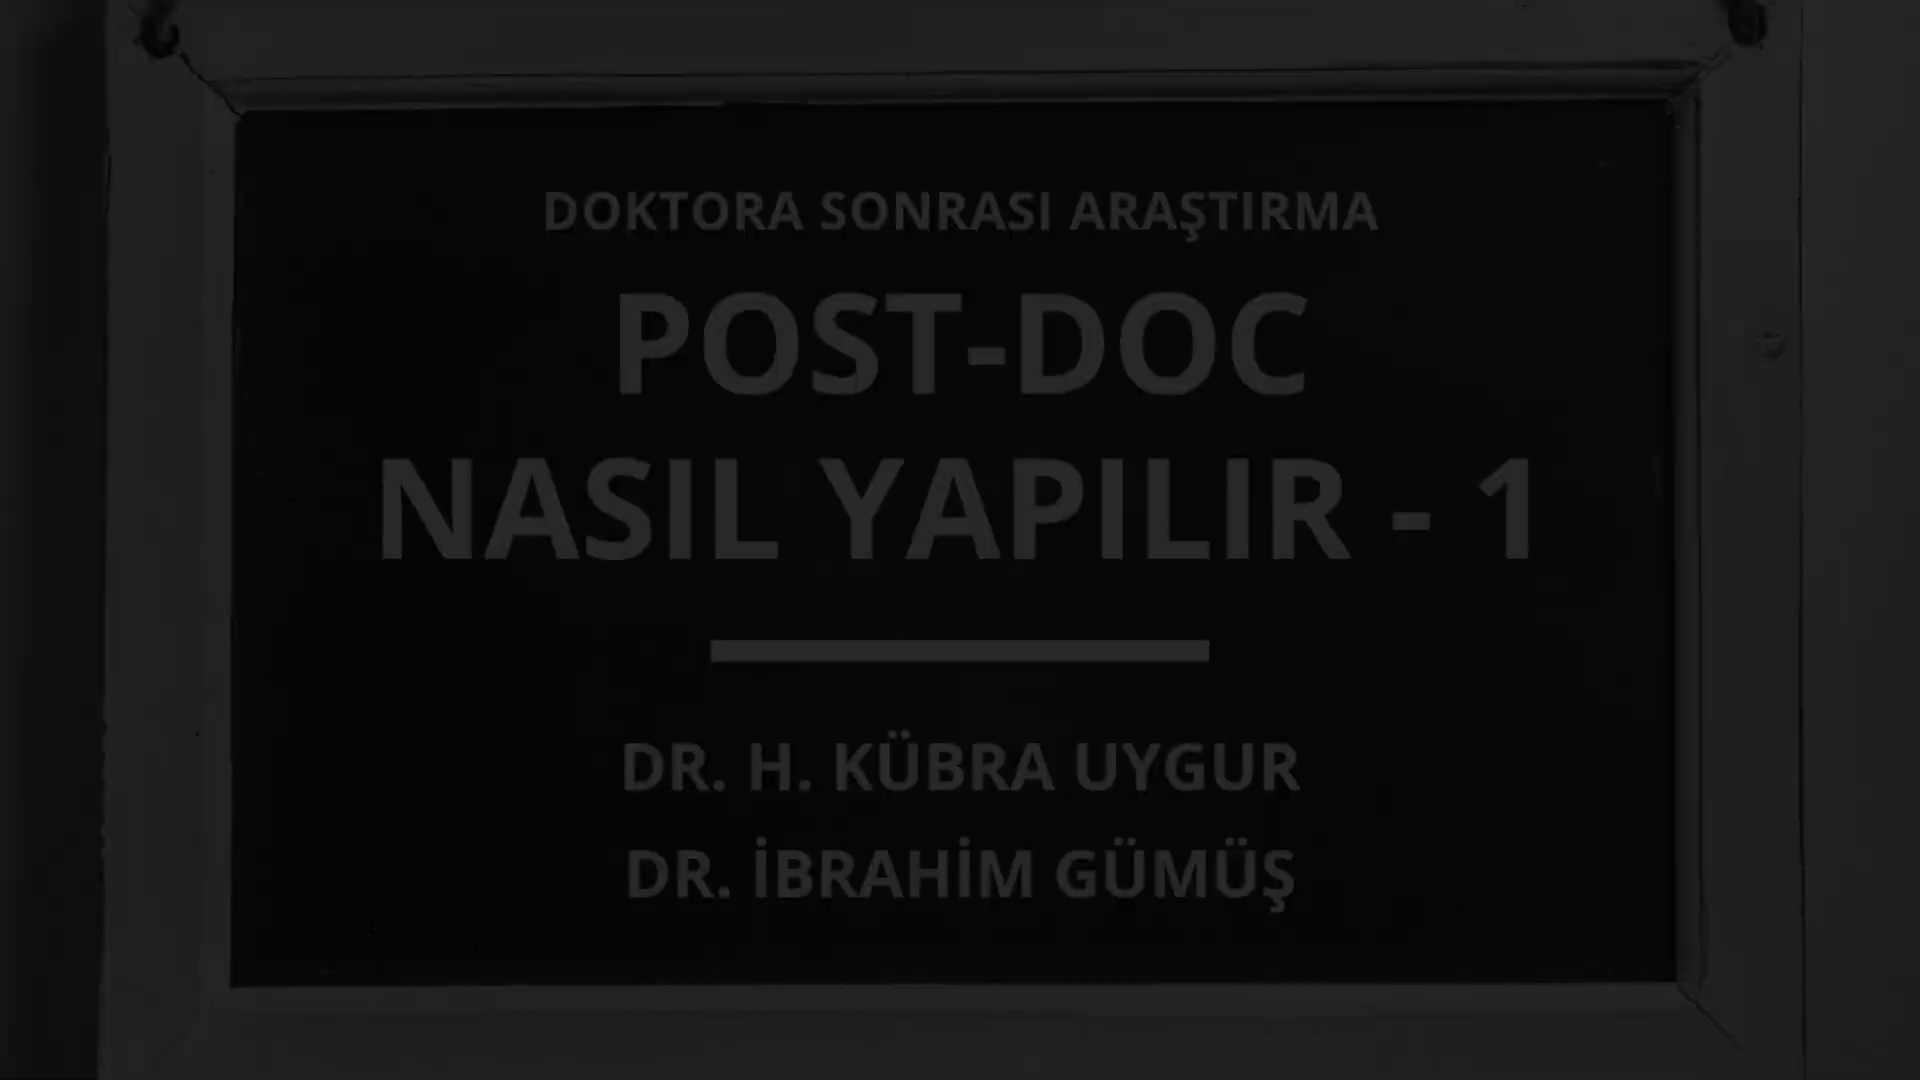 DOKTORA SONRASI ARAŞTIRMA
POST-DOC
NASIL YAPILIR - 1
DR. H. KÜBRA UYGUR
DR. İBRAHİM GÜMÜŞ